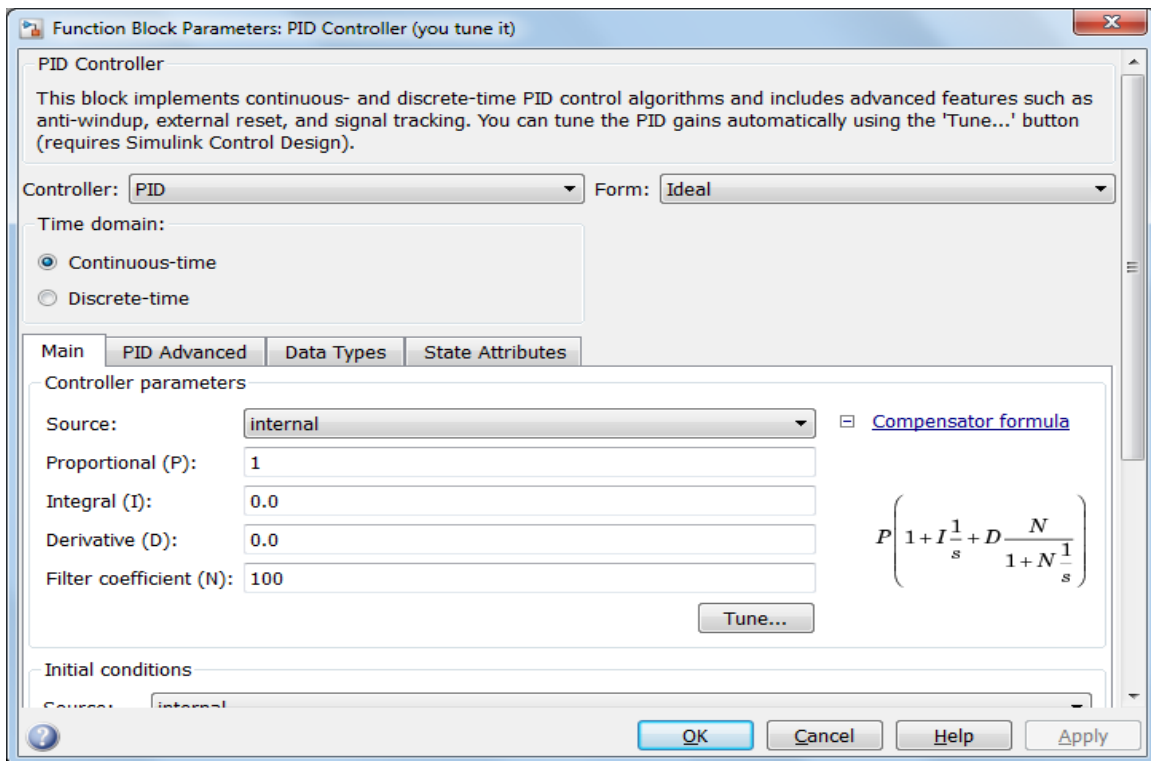 Function Block Parameters: PID Controller (you tune it)
PID Controller
This block implements continuous- and discrete-time PID control algorithms and includes advanced features such as
anti-windup, external reset, and signal tracking. You can tune the PID gains automatically using the 'Tune...' button
(requires Simulink Control Design).
Controller: PID Form: Ideal
Time domain:
Continuous-time
Discrete-time
Main PID Advanced Data Types State Attributes
Controller parameters
Source: internal Compensator formula
Proportional (P): 1
Integral (I): 0.0
Derivative (D): 0.0
Filter coefficient (N): 100
P(1+I 1/s + D N/(1+N 1/s))
Tune...
Initial conditions
Source: internal
OK Cancel Help Apply